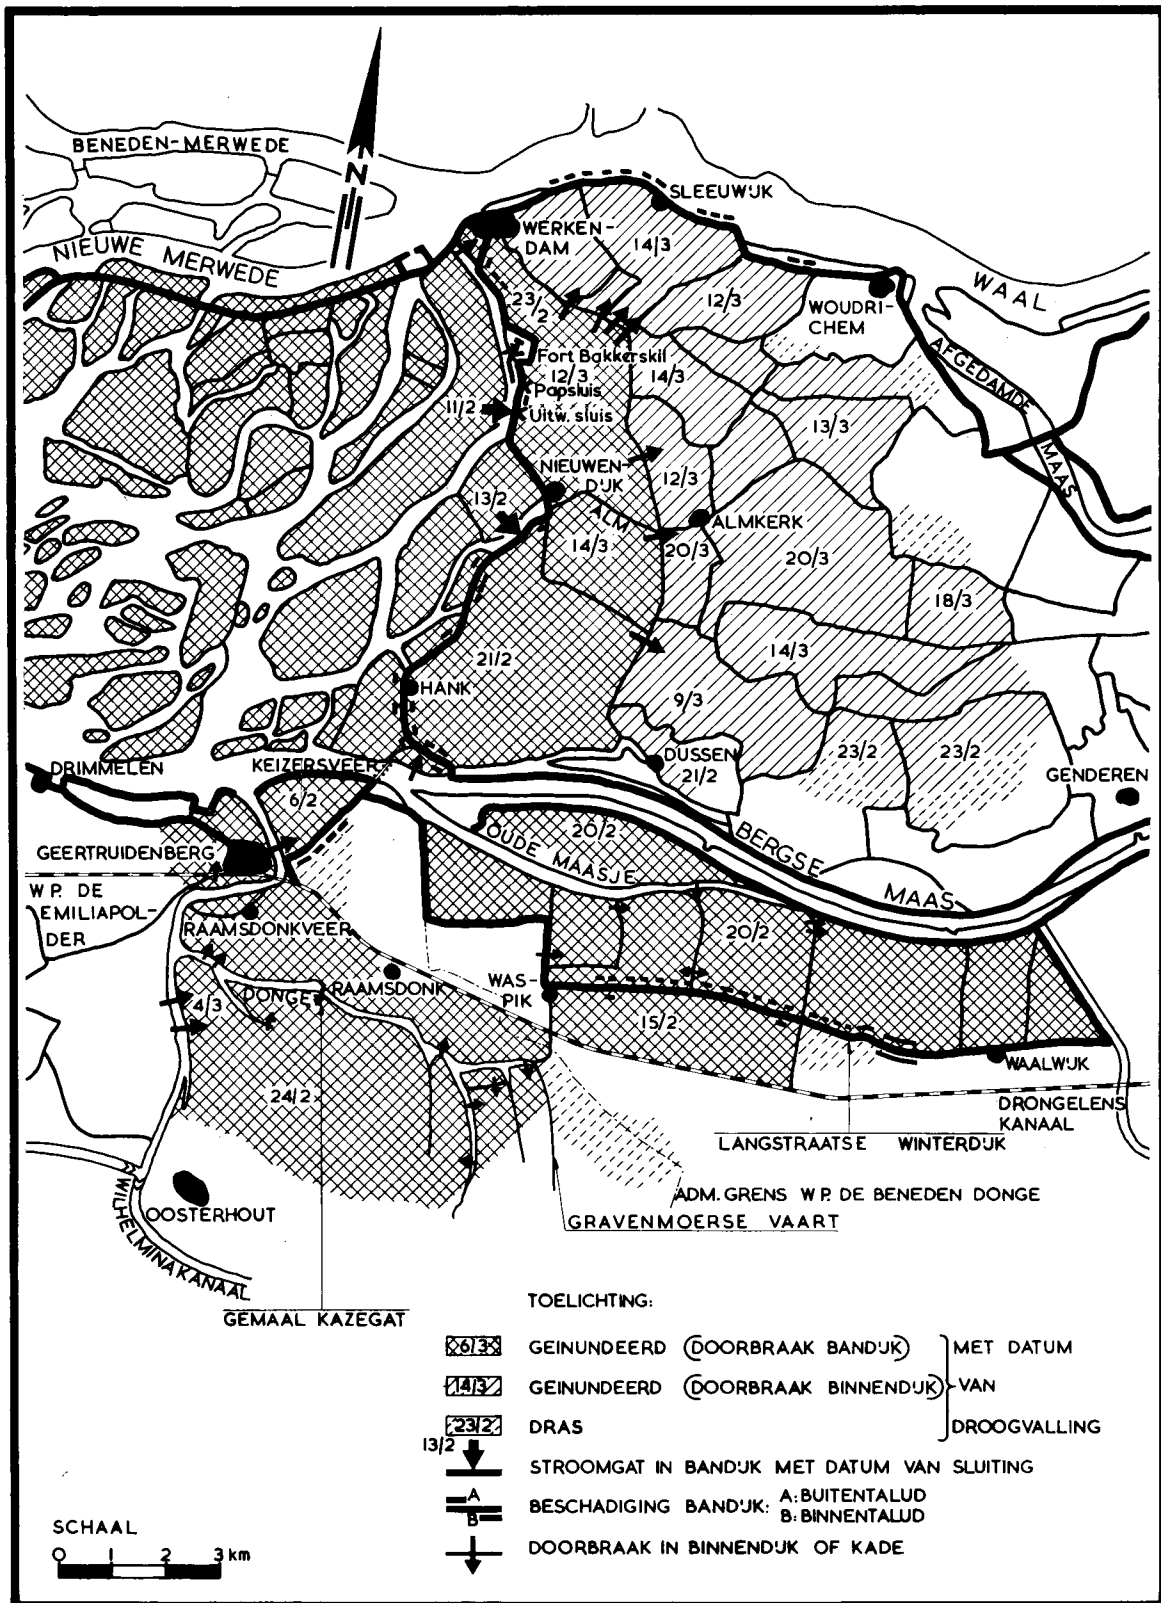 BENEDEN-MERWEDE
N
NIEUWE MERWEDE
SLEEUWIJK
WERKEN-
DAM
14/3
WAAL
23/2
12/3
WOUDRI-
CHEM
AFGEDAMDE
MAAS
Fort Bakkerskil
12/3
14/3
Papsluis
Uitw. sluis
11/2
13/3
NIEUWEN-
DIJK
12/3
13/2
ALM
ALMKERK
14/3
20/3
20/3
18/3
21/2
14/3
HANK
9/3
DUSSEN
21/2
23/2
23/2
GENDEREN
DRIMMELEN
KEIZERSVEER
6/2
20/2
OUDE MAASJE
BERGSE
MAAS
GEERTRUIDENBERG
W.P. DE
EMILIAPOL-
DER
RAAMSDONKVEER
20/2
RAAMSDONK
WAS-
PIK
4/3
DONGE
15/2
WAALWIJK
24/2
DRONGELENS
KANAAL
LANGSTRAATSE WINTERDIJK
ADM. GRENS W.P. DE BENEDEN DONGE
OOSTERHOUT
GRAVENMOERSE VAART
WILHELMINAKANAAL
GEMAAL KAZEGAT
TOELICHTING:
6/3 GEINUNDEERD (DOORBRAAK BANDIJK) MET DATUM
14/3 GEINUNDEERD (DOORBRAAK BINNENDIJK) VAN
23/2 DRAS DROOGVALLING
13/2
STROOMGAT IN BANDIJK MET DATUM VAN SLUITING
A
B
BESCHADIGING BANDIJK: A: BUITENTALUD
B: BINNENTALUD
DOORBRAAK IN BINNENDIJK OF KADE
SCHAAL
0 1 2 3 km